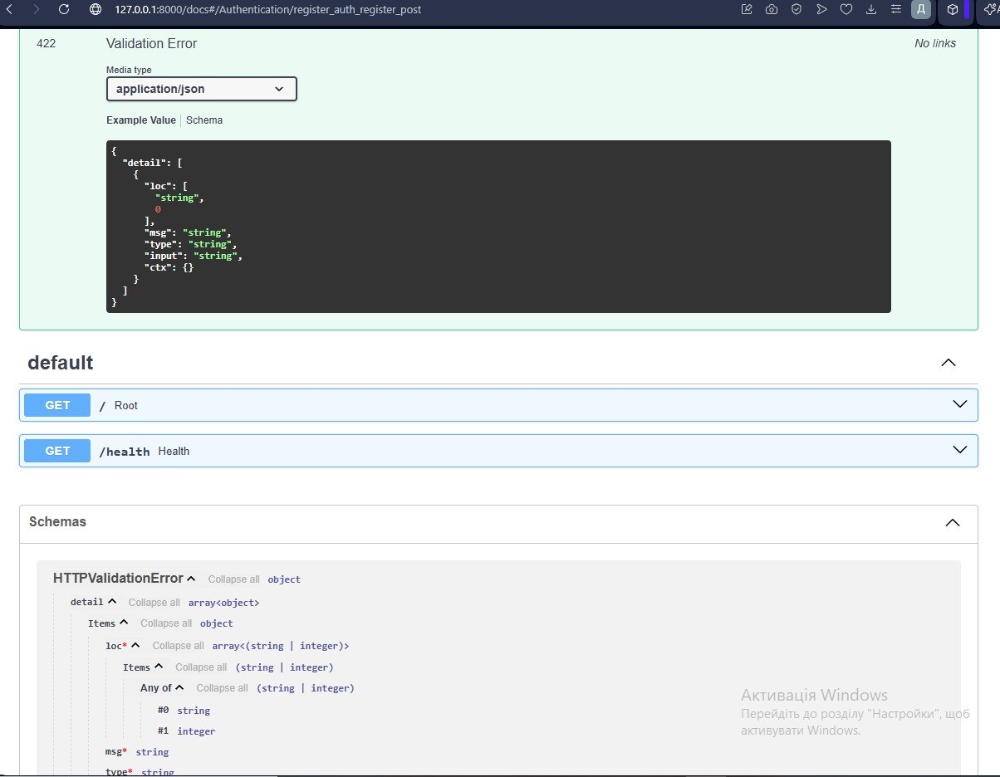 127.0.0.1:8000/docs#/Authentication/register_auth_register_post
422 Validation Error No links
Media type
application/json
Example Value Schema
{
  "detail": [
    {
      "loc": [
        "string",
        0
      ],
      "msg": "string",
      "type": "string",
      "input": "string",
      "ctx": {}
    }
  ]
}
default
GET / Root
GET /health Health
Schemas
HTTPValidationError Collapse all object
detail Collapse all array<object>
Items Collapse all object
loc* Collapse all array<(string | integer)>
Items Collapse all (string | integer)
Any of Collapse all (string | integer)
#0 string
#1 integer
msg* string
type* string
Активація Windows
Перейдіть до розділу "Настройки", щоб
активувати Windows.